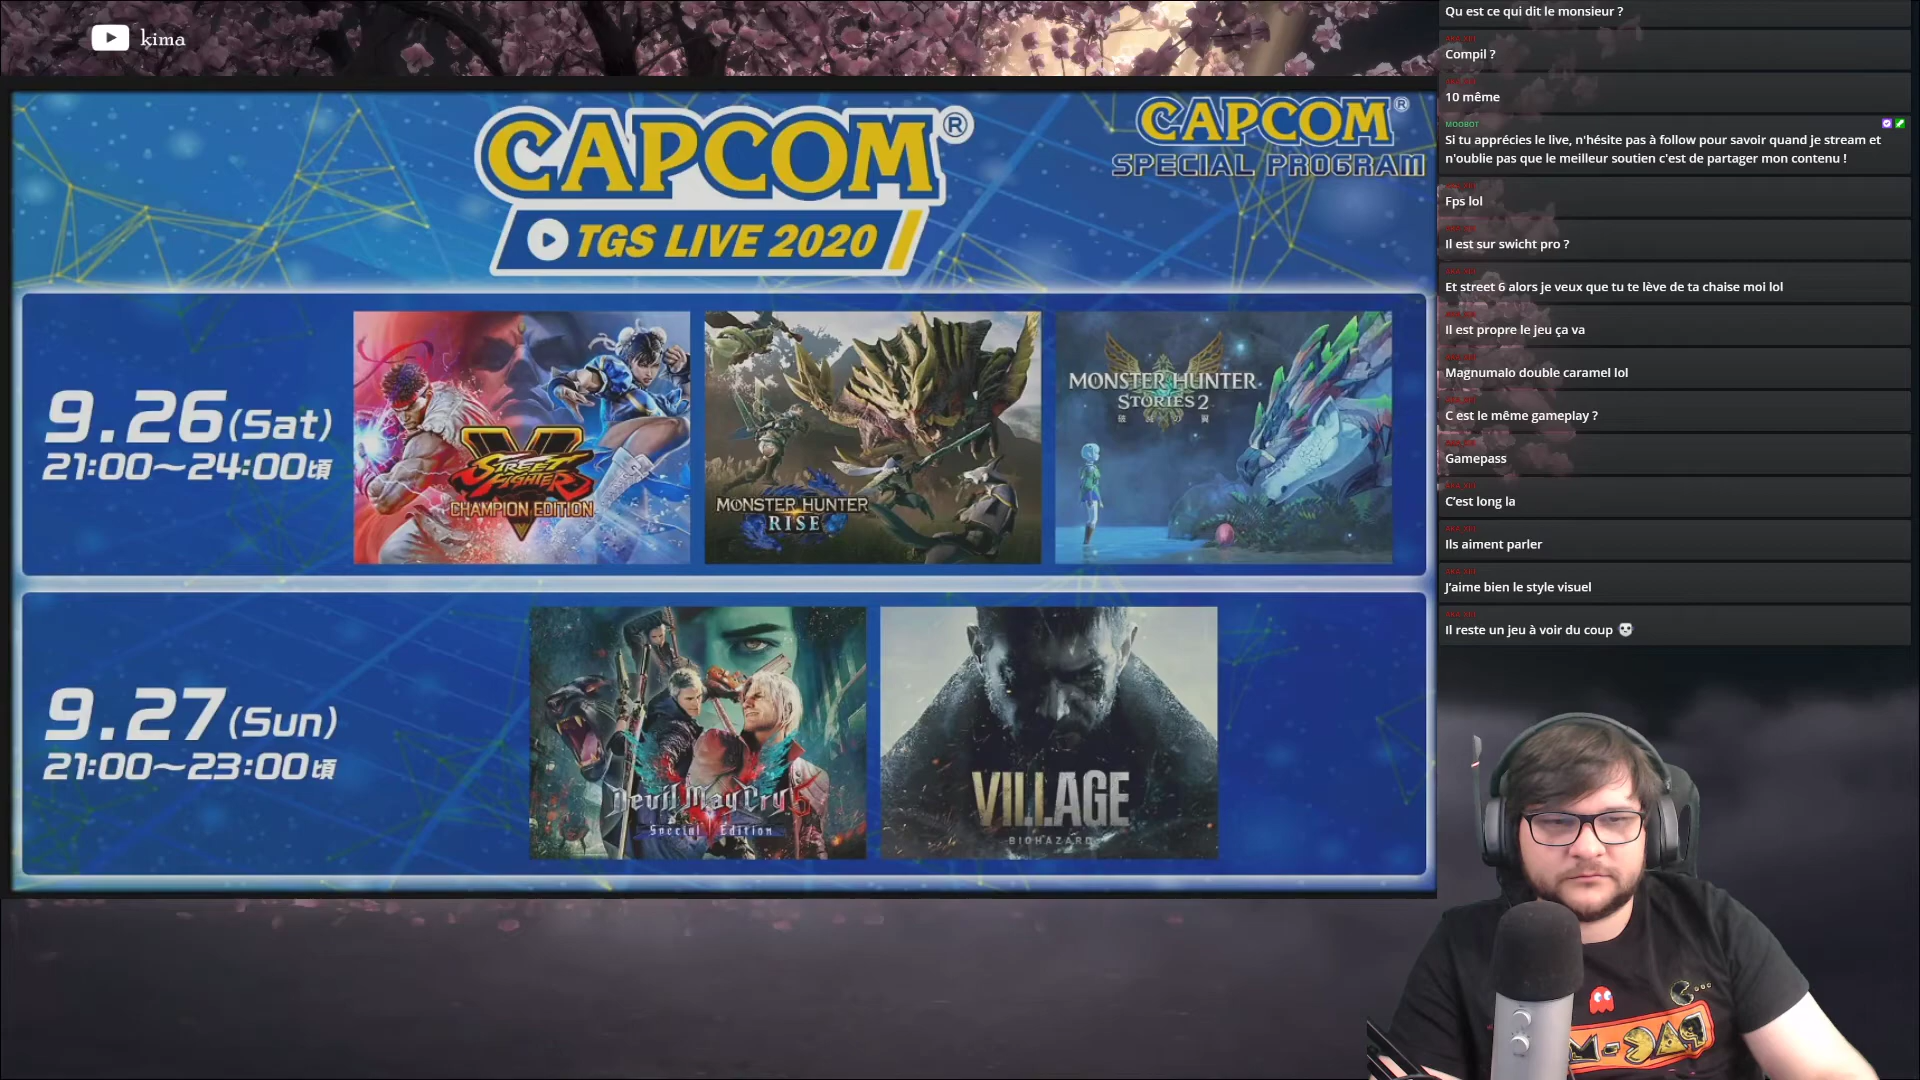 kima
CAPCOM®
TGS LIVE 2020
CAPCOM®
SPECIAL PROGRAM
9.26(Sat)
21:00~24:00頃
V
STREET FIGHTER
CHAMPION EDITION
MONSTER HUNTER
RISE
MONSTER HUNTER
STORIES 2
9.27(Sun)
21:00~23:00頃
Devil May Cry 5
Special Edition
VILLAGE
BIOHAZARD
Qu est ce qui dit le monsieur ?
Compil ?
10 même
MOOBOT
Si tu apprécies le live, n'hésite pas à follow pour savoir quand je stream et
n'oublie pas que le meilleur soutien c'est de partager mon contenu !
Fps lol
Il est sur swicht pro ?
Et street 6 alors je veux que tu te lève de ta chaise moi lol
Il est propre le jeu ça va
Magnumalo double caramel lol
C est le même gameplay ?
Gamepass
C'est long la
Ils aiment parler
J'aime bien le style visuel
Il reste un jeu à voir du coup